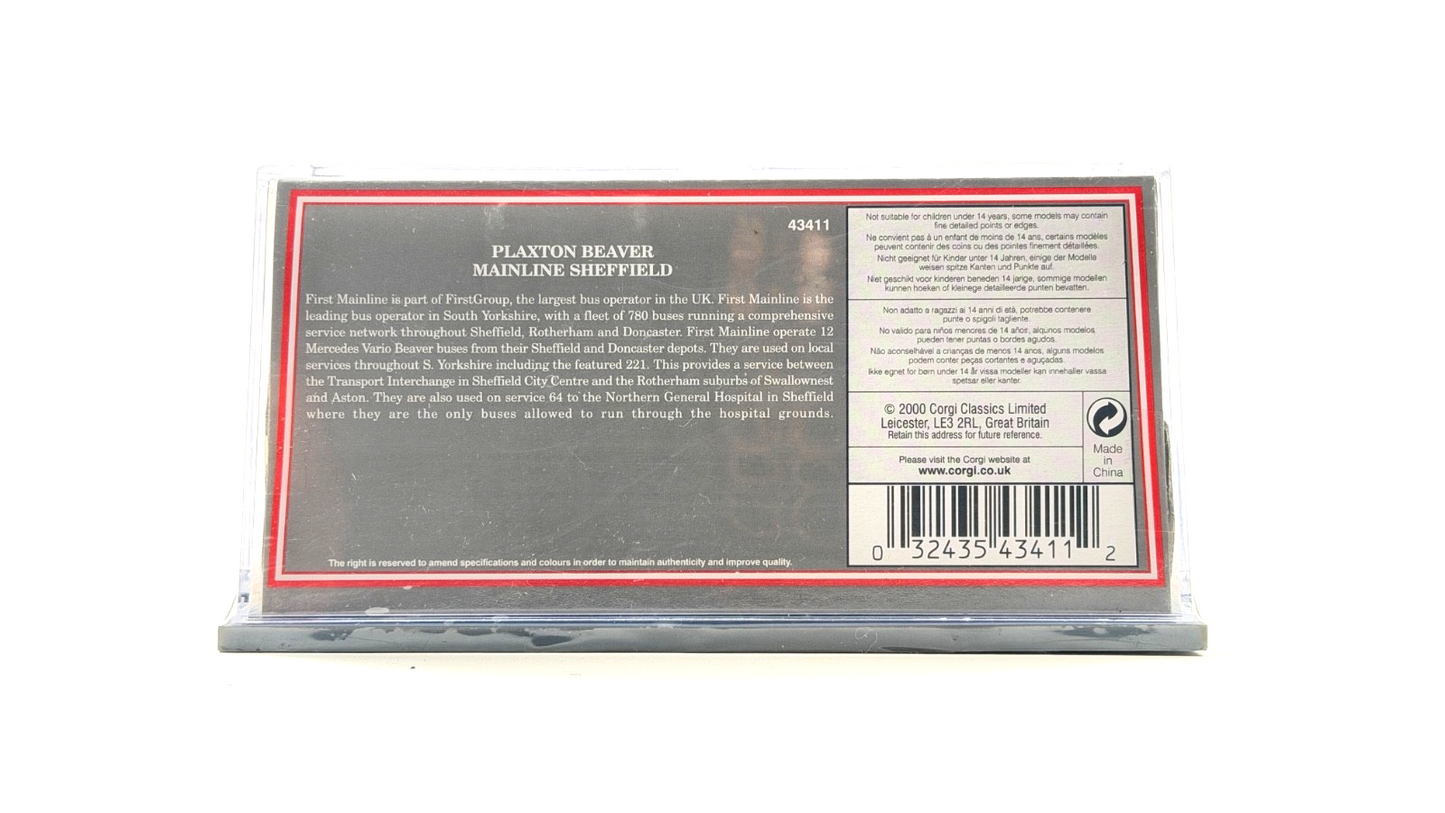 43411
PLAXTON BEAVER
MAINLINE SHEFFIELD
First Mainline is part of FirstGroup, the largest bus operator in the UK. First Mainline is the
leading bus operator in South Yorkshire, with a fleet of 780 buses running a comprehensive
service network throughout Sheffield, Rotherham and Doncaster. First Mainline operate 12
Mercedes Vario Beaver buses from their Sheffield and Doncaster depots. They are used on local
services throughout S. Yorkshire including the featured 221. This provides a service between
the Transport Interchange in Sheffield City Centre and the Rotherham suburbs of Swallownest
and Aston. They are also used on service 64 to the Northern General Hospital in Sheffield
where they are the only buses allowed to run through the hospital grounds.
The right is reserved to amend specifications and colours in order to maintain authenticity and improve quality.
Not suitable for children under 14 years, some models may contain
fine detailed points or edges.
Ne convient pas à un enfant de moins de 14 ans, certains modèles
peuvent contenir des coins ou des pointes finement détaillées.
Nicht geeignet für Kinder unter 14 Jahren, einige der Modelle
weisen spitze Kanten und Punkte auf.
Niet geschikt voor kinderen beneden 14 jarige, sommige modellen
kunnen hoeken of kleinege detailleerde punten bevatten.
Non adatto a ragazzi ai 14 anni di età, potrebbe contenere
punte o spigoli tagliente.
No valido para niños menores de 14 años, algunos modelos
pueden tener puntas o bordes agudos.
Não aconselhável a crianças de menos 14 anos, alguns modelos
podem conter peças cortantes e aguçadas.
Ikke egnet for børn under 14 år vissa modeller kan innehaller vassa
spetsar eller kanter.
© 2000 Corgi Classics Limited
Leicester, LE3 2RL, Great Britain
Retain this address for future reference.
Please visit the Corgi website at
www.corgi.co.uk
Made
in
China
0 32435 43411 2